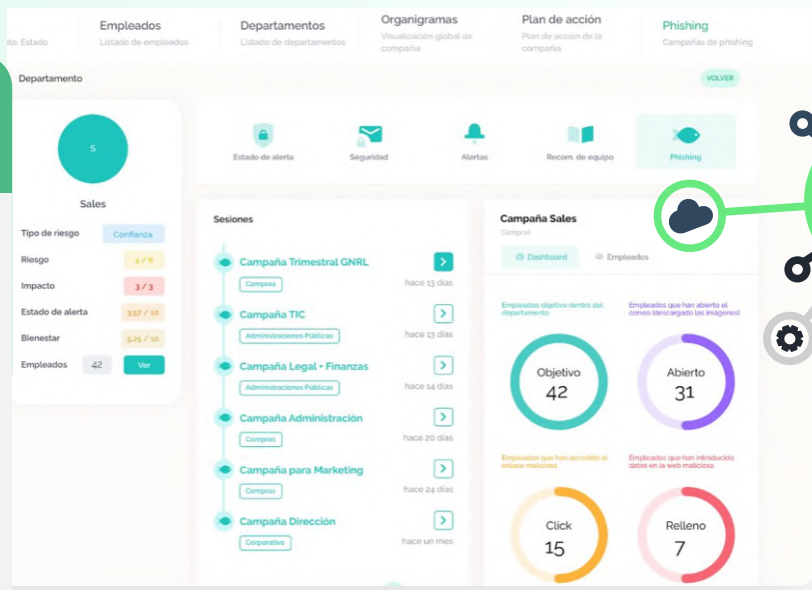 Empleados
Listado de empleados
Departamentos
Listado de departamentos
Organigramas
Visualización global de
compañía
Plan de acción
Plan de acción de la
compañía
Phishing
Campañas de phishing
Estado
Departamento
VOLVER
S
Sales
Tipo de riesgo
Confianza
Riesgo
4 / 6
Impacto
3 / 3
Estado de alerta
3.57 / 10
Bienestar
5.25 / 10
Empleados
42
Ver
Estado de alerta
Seguridad
Alertas
Recom. de equipo
Phishing
Sesiones
Campaña Trimestral GNRL
Compras
hace 13 días
Campaña TIC
Administraciones Públicas
hace 13 días
Campaña Legal + Finanzas
Administraciones Públicas
hace 14 días
Campaña Administración
Compras
hace 20 días
Campaña para Marketing
Compras
hace 24 días
Campaña Dirección
Corporativo
hace un mes
Campaña Sales
Compras
Dashboard
Empleados
Empleados objetivo dentro del
departamento
Objetivo
42
Empleados que han abierto el
correo (descargado las imágenes)
Abierto
31
Empleados que han accedido al
enlace malicioso
Click
15
Empleados que han introducido
datos en la web maliciosa
Relleno
7